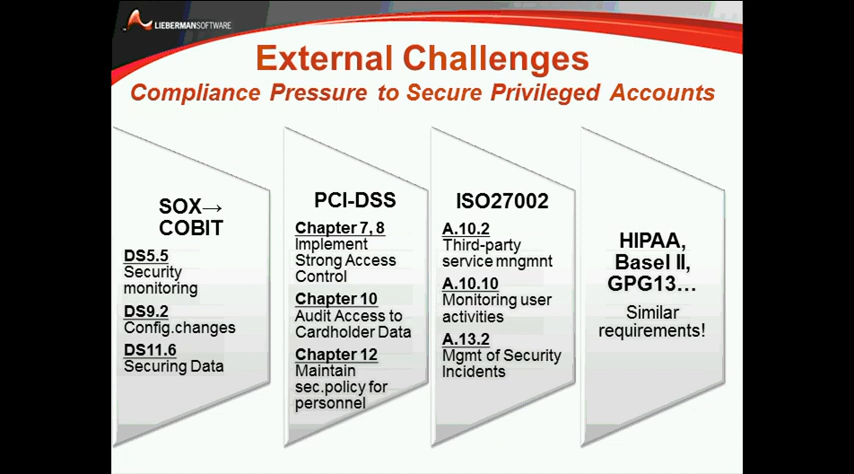 LIEBERMANSOFTWARE
External Challenges
Compliance Pressure to Secure Privileged Accounts
SOX→
COBIT
DS5.5
Security
monitoring
DS9.2
Config.changes
DS11.6
Securing Data
PCI-DSS
Chapter 7, 8
Implement
Strong Access
Control
Chapter 10
Audit Access to
Cardholder Data
Chapter 12
Maintain
sec.policy for
personnel
ISO27002
A.10.2
Third-party
service mngmnt
A.10.10
Monitoring user
activities
A.13.2
Mgmt of Security
Incidents
HIPAA,
Basel II,
GPG13…
Similar
requirements!